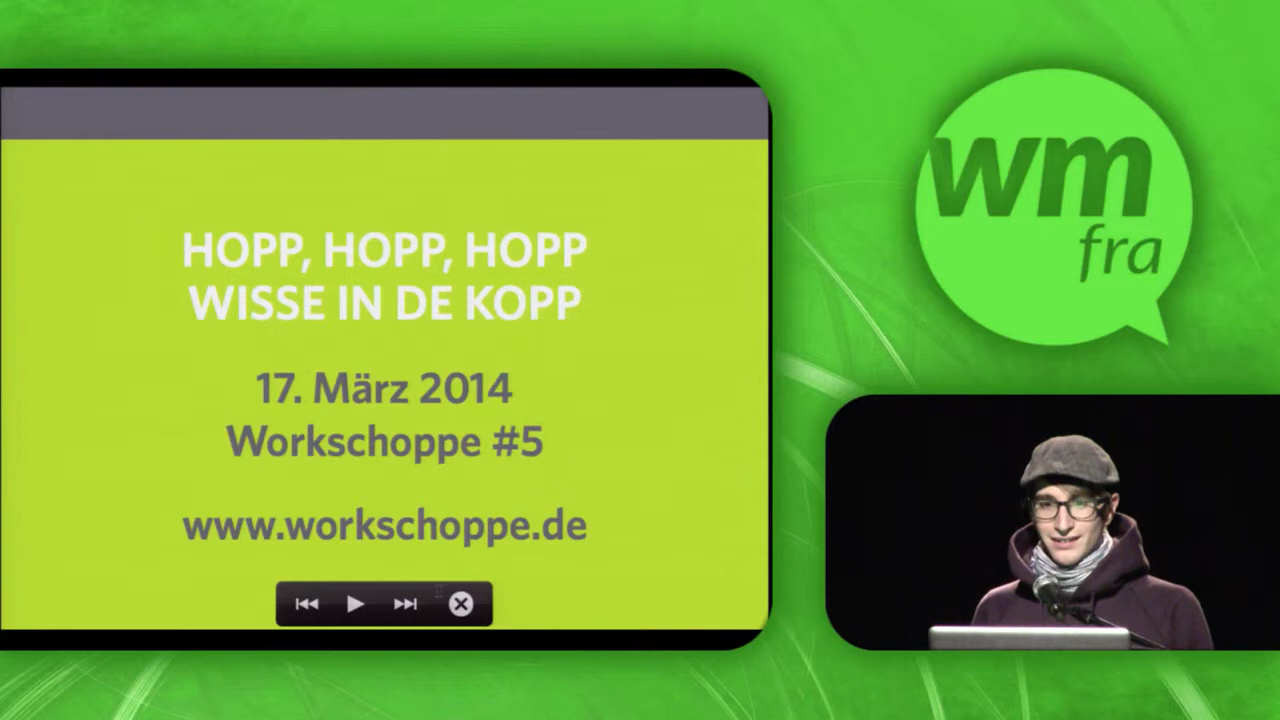 HOPP, HOPP, HOPP
WISSE IN DE KOPP
17. März 2014
Workschoppe #5
www.workschoppe.de
wm
fra